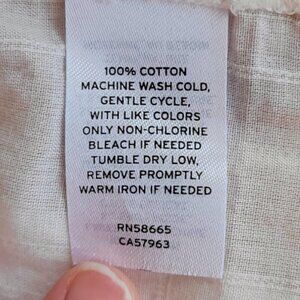 100% COTTON
MACHINE WASH COLD,
GENTLE CYCLE,
WITH LIKE COLORS
ONLY NON-CHLORINE
BLEACH IF NEEDED
TUMBLE DRY LOW,
REMOVE PROMPTLY
WARM IRON IF NEEDED
RN58665
CA57963